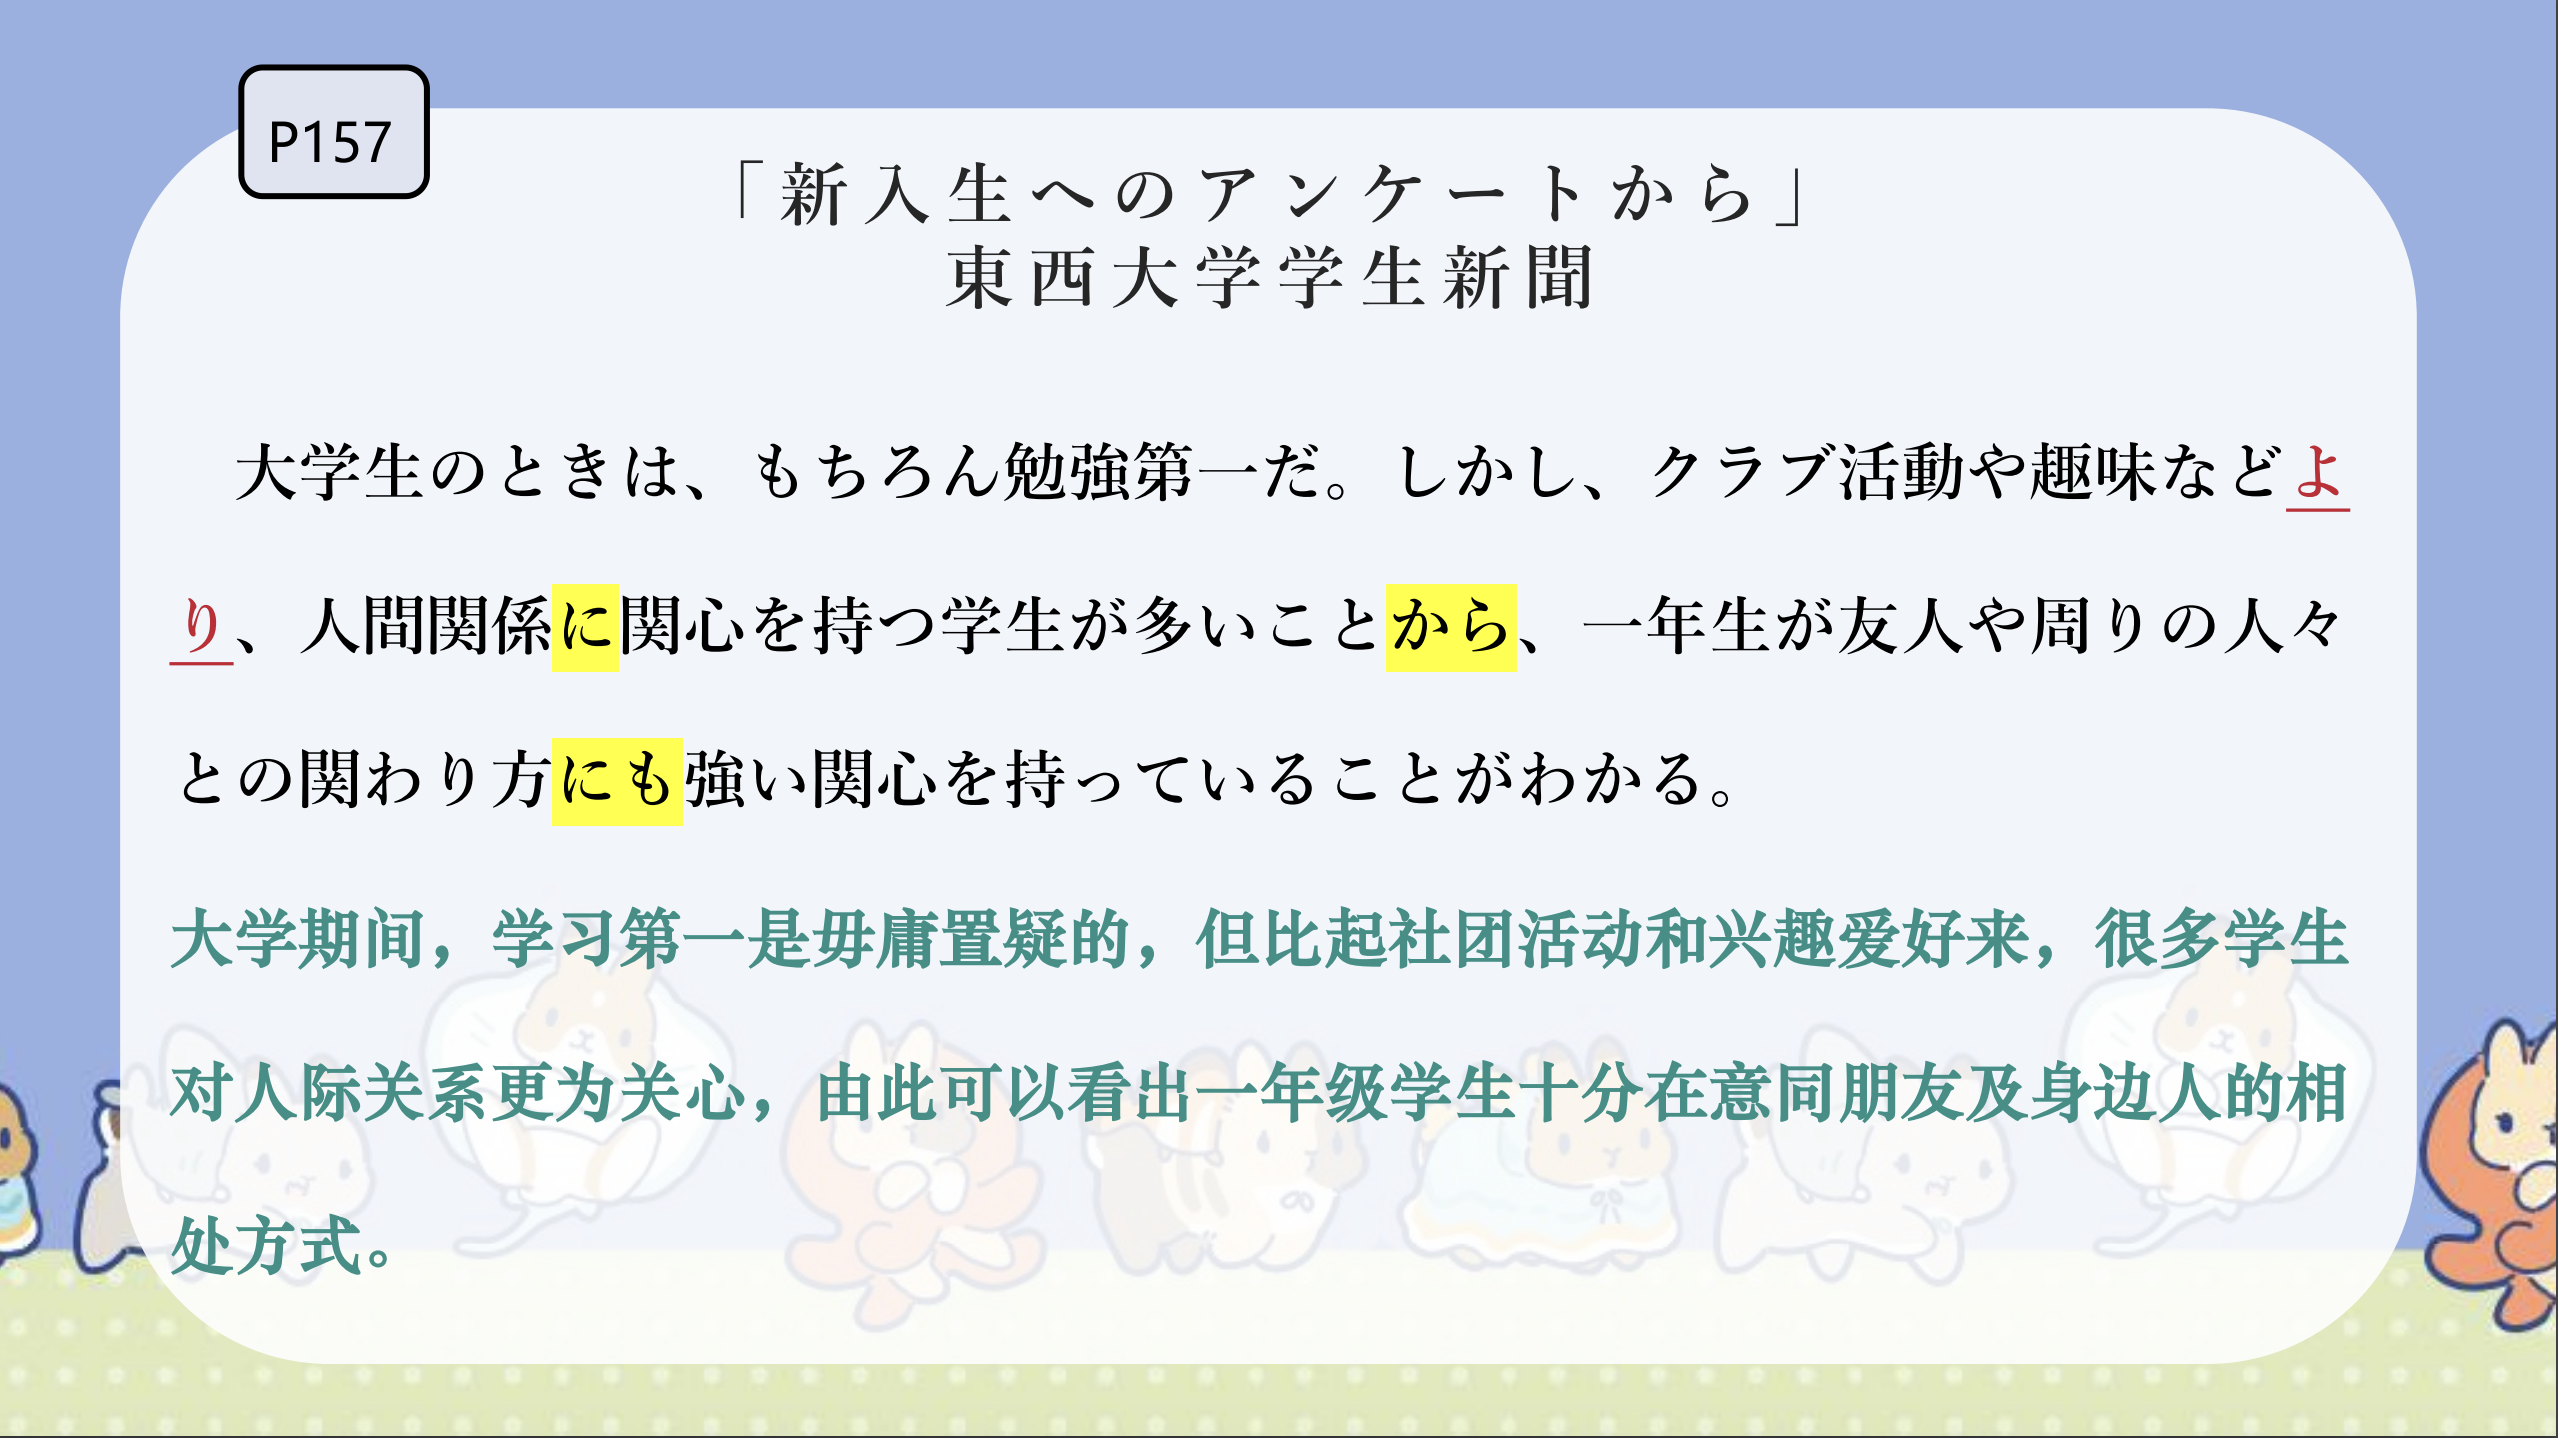 P157
「新入生へのアンケートから」
東西大学学生新聞
大学生のときは、もちろん勉強第一だ。しかし、クラブ活動や趣味などよ
り、人間関係に関心を持つ学生が多いことから、一年生が友人や周りの人々
との関わり方にも強い関心を持っていることがわかる。
大学期间，学习第一是毋庸置疑的，但比起社团活动和兴趣爱好来，很多学生
对人际关系更为关心，由此可以看出一年级学生十分在意同朋友及身边人的相
处方式。